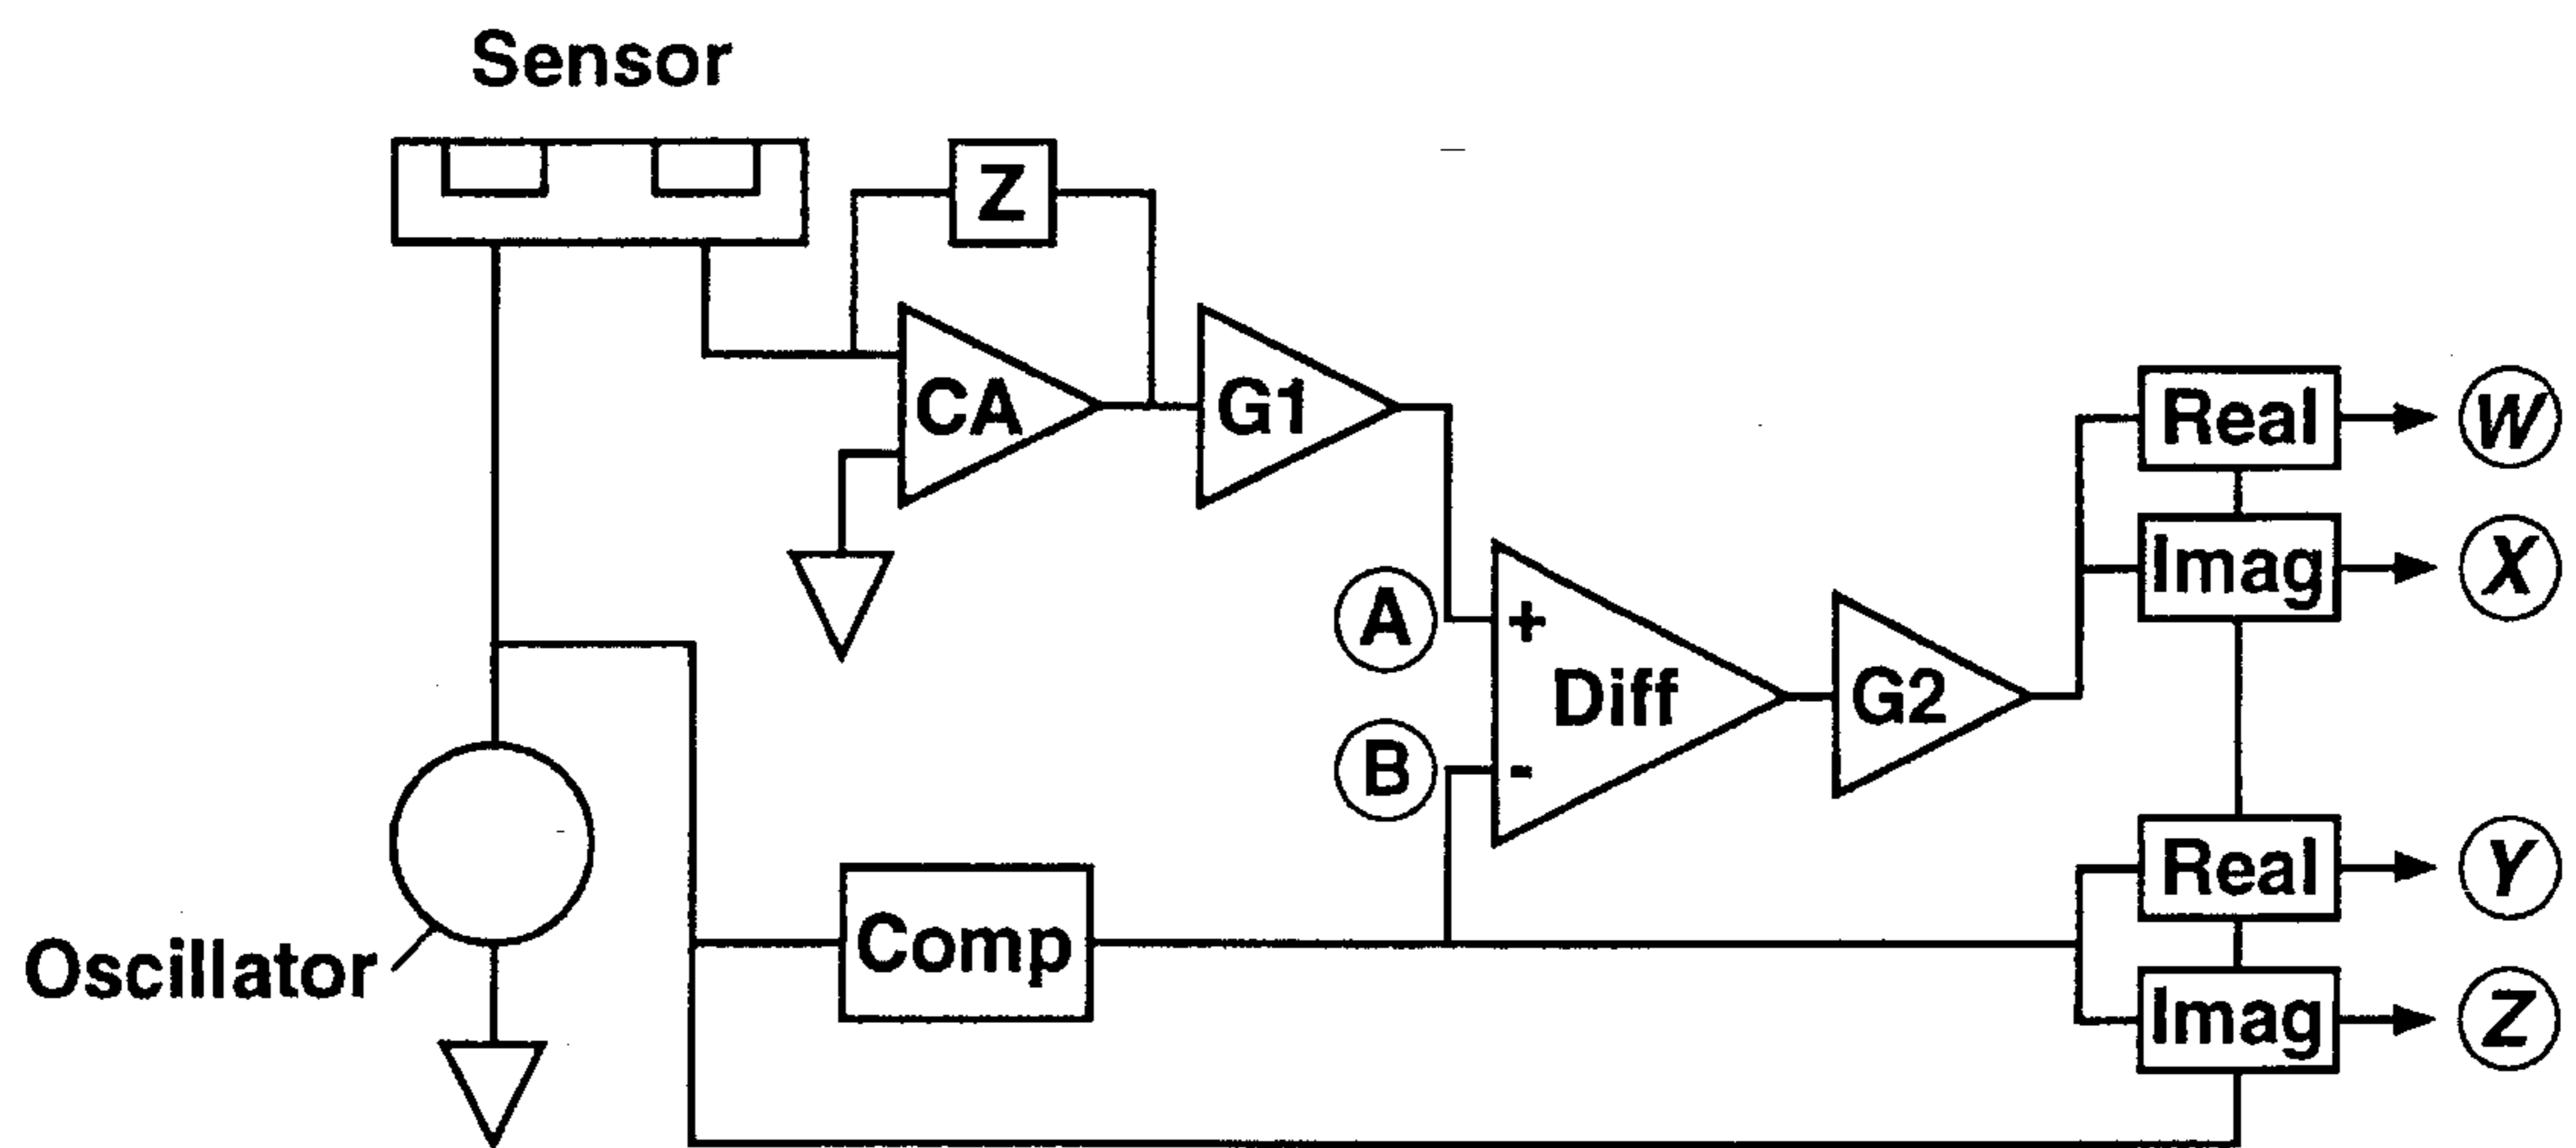 Sensor
Z
CA
G1
Real
W
Imag
X
A
+
Diff
G2
B
-
Real
Y
Comp
Oscillator
Imag
Z